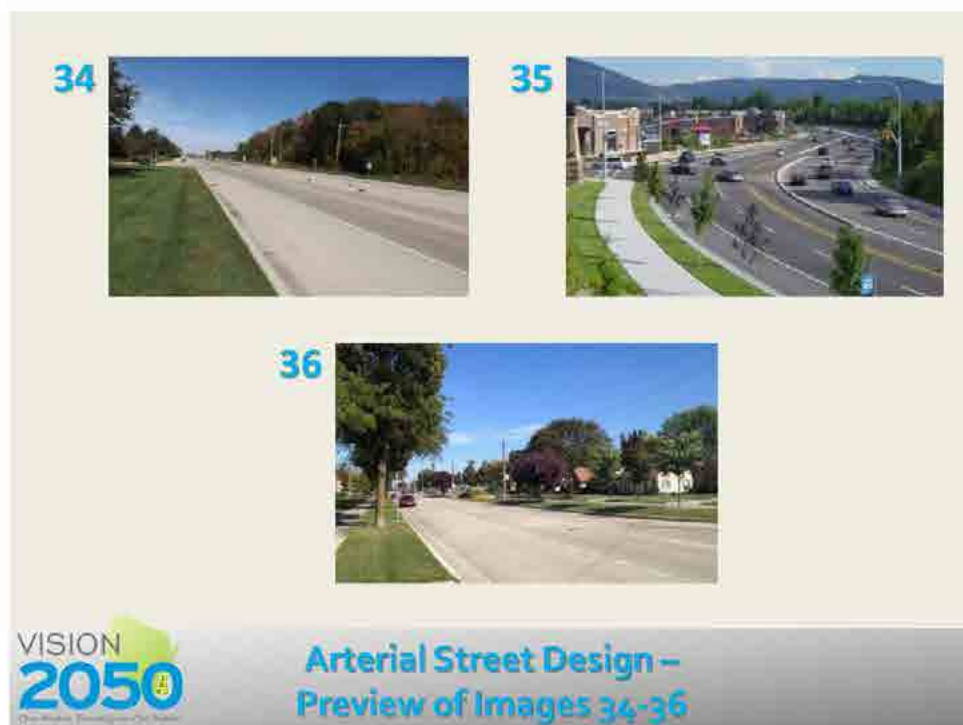 34
35
36
VISION
2050
Arterial Street Design –
Preview of Images 34-36